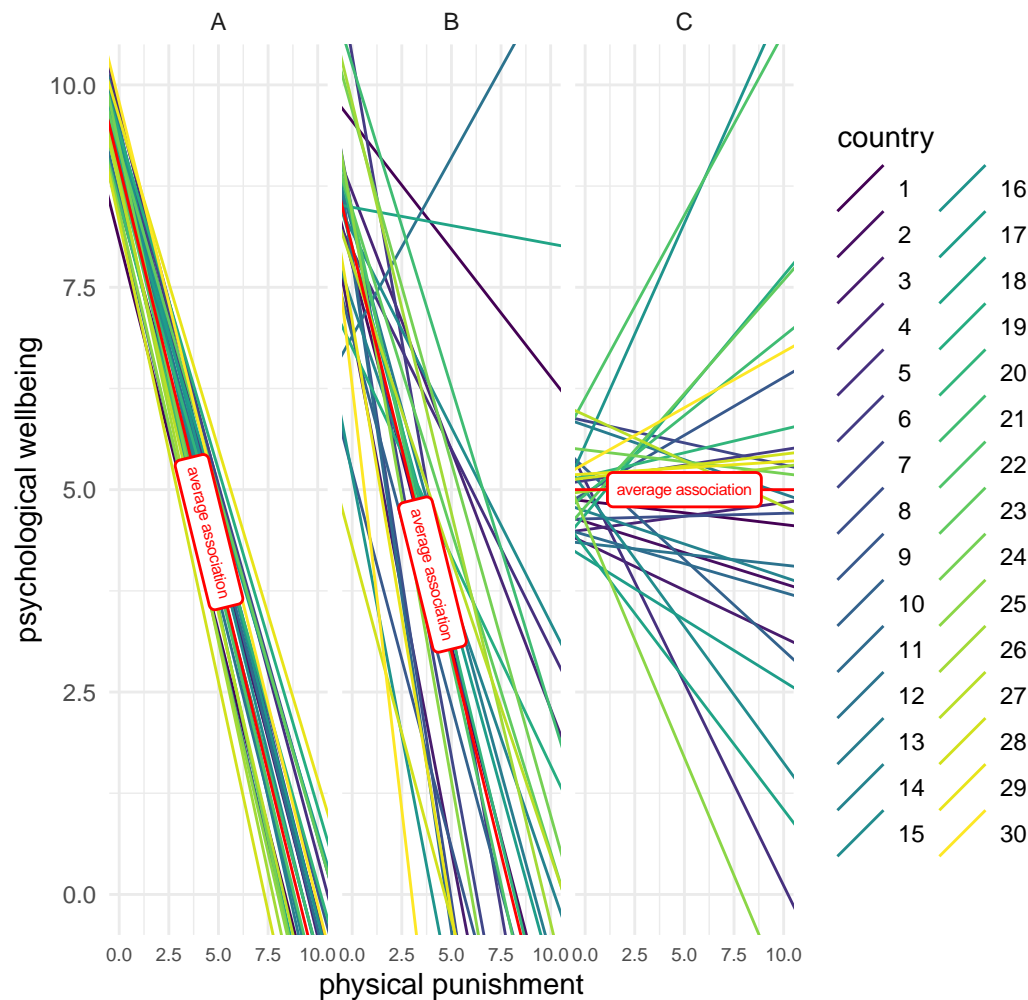 A B C
psychological wellbeing
10.0
7.5
5.0
2.5
0.0
average association
average association
average association
0.0 2.5 5.0 7.5 10.0
0.0 2.5 5.0 7.5 10.0
0.0 2.5 5.0 7.5 10.0
physical punishment
country
1 16
2 17
3 18
4 19
5 20
6 21
7 22
8 23
9 24
10 25
11 26
12 27
13 28
14 29
15 30